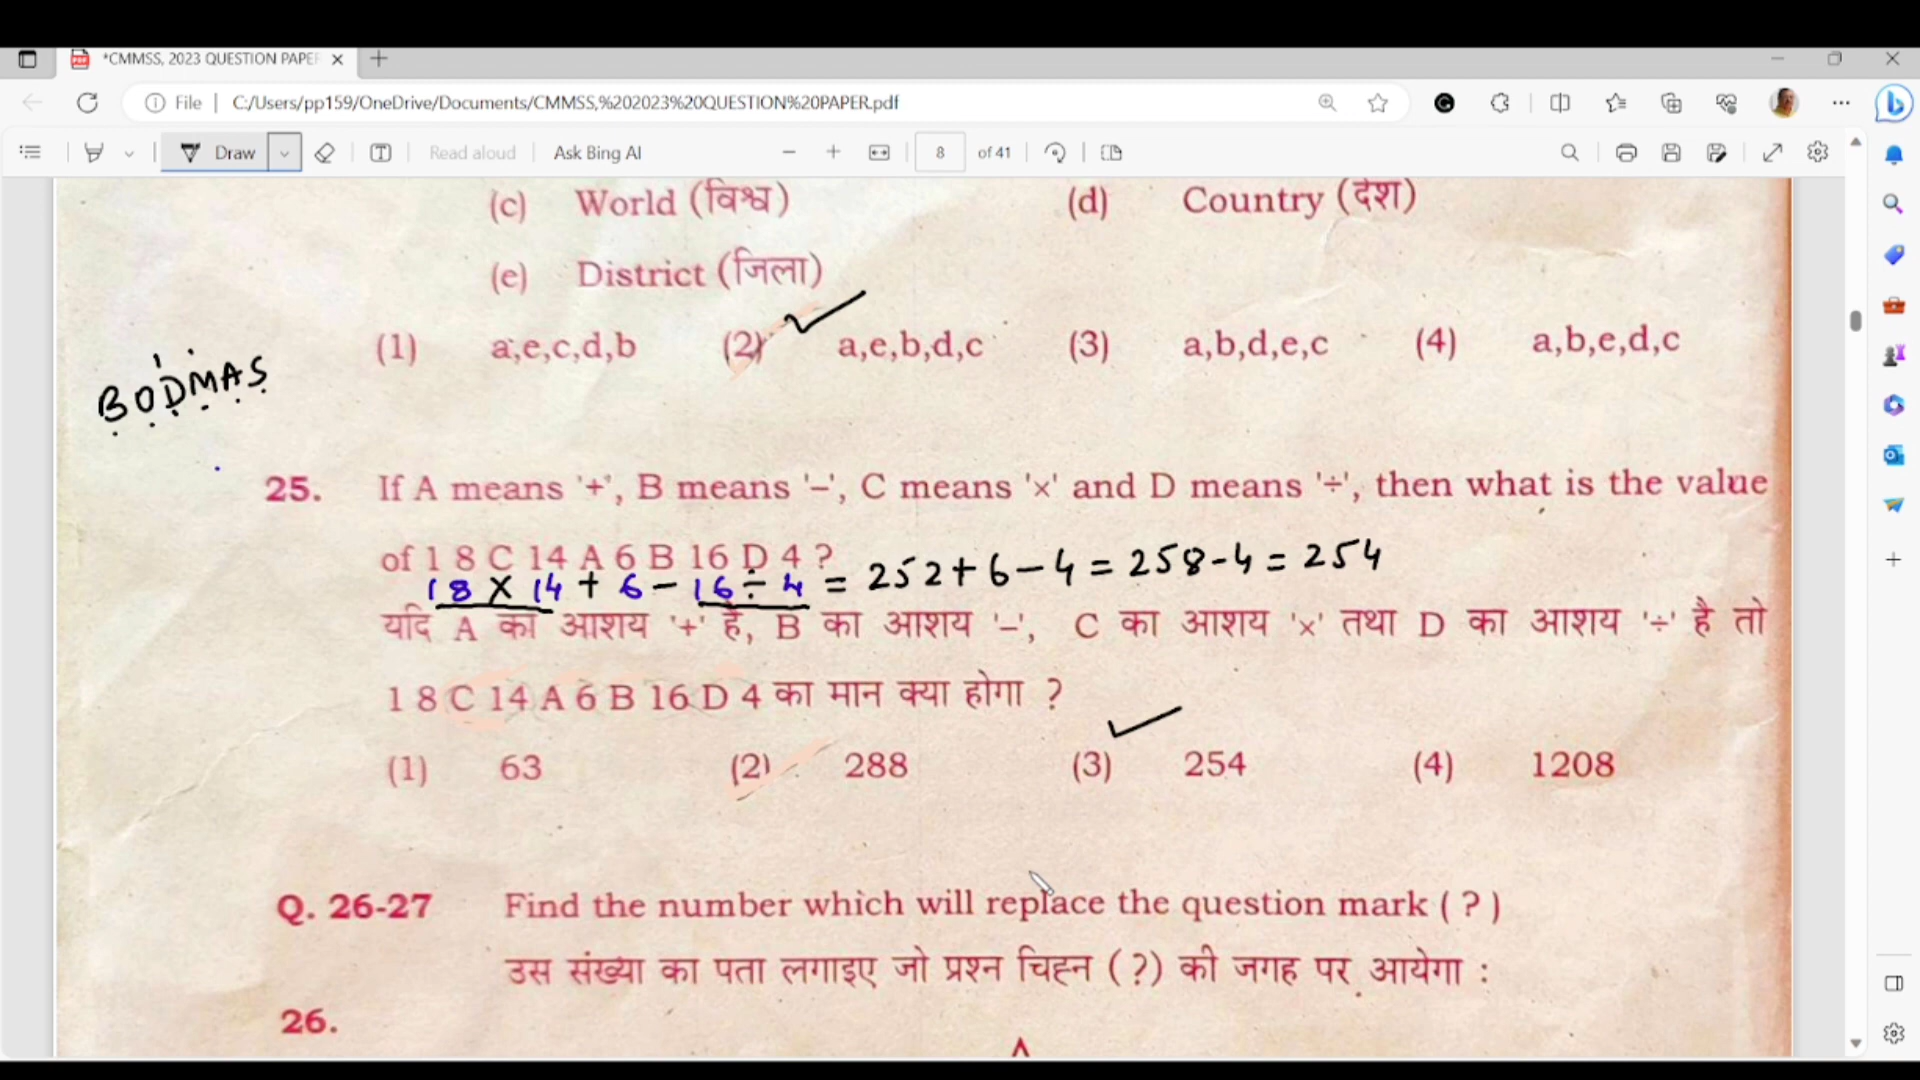 *CMMSS, 2023 QUESTION PAPE
File | C:/Users/pp159/OneDrive/Documents/CMMSS,%202023%20QUESTION%20PAPER.pdf
Draw Read aloud Ask Bing AI 8 of 41
(c) World (विश्व) (d) Country (देश)
(e) District (जिला)
(1) a,e,c,d,b (2) a,e,b,d,c (3) a,b,d,e,c (4) a,b,e,d,c
BODMAS
25. If A means '+', B means '–', C means '×' and D means '÷', then what is the value
of 1 8 C 14 A 6 B 16 D 4 ?
18 × 14 + 6 – 16 ÷ 4 = 252 + 6 – 4 = 258 - 4 = 254
यदि A का आशय '+' है, B का आशय '–', C का आशय '×' तथा D का आशय '÷' है तो
1 8 C 14 A 6 B 16 D 4 का मान क्या होगा ?
(1) 63 (2) 288 (3) 254 (4) 1208
Q. 26-27 Find the number which will replace the question mark ( ? )
उस संख्या का पता लगाइए जो प्रश्न चिह्न ( ? ) की जगह पर आयेगा :
26.